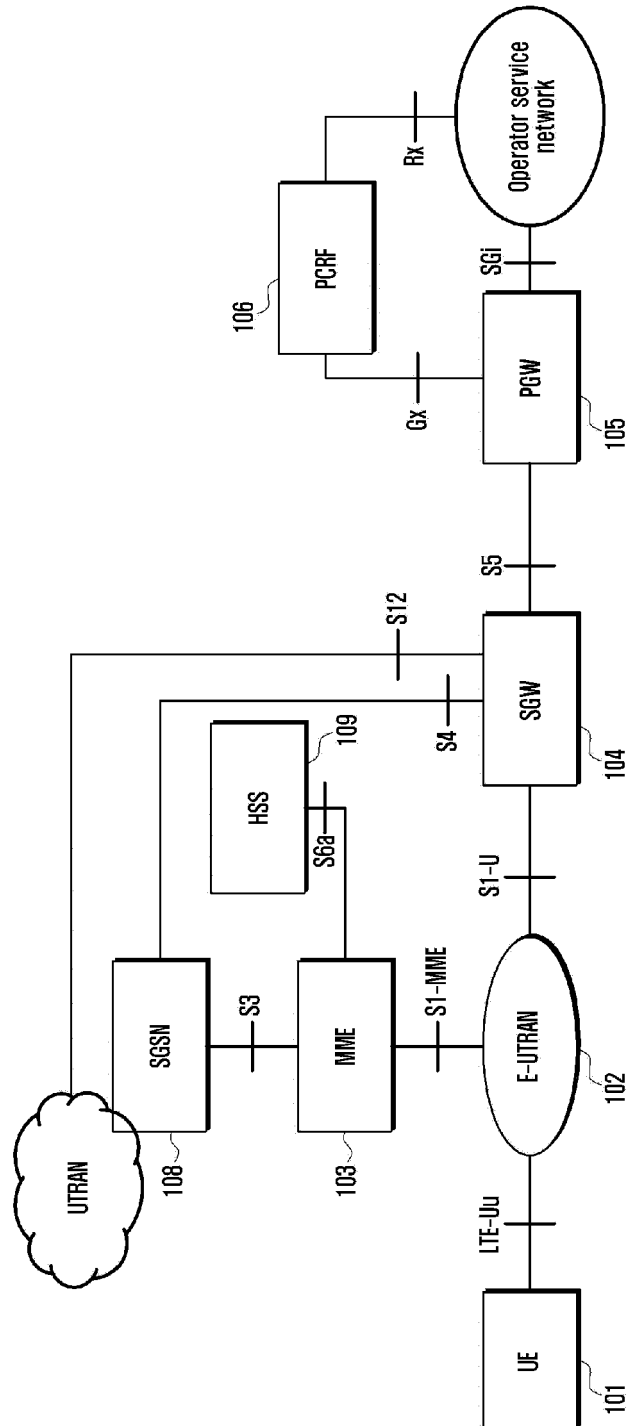 UTRAN
SGSN
108
S3
HSS
109
S6a
MME
103
S1-MME
S12
S4
PCRF
106
Gx
Rx
UE
101
LTE-Uu
E-UTRAN
102
S1-U
SGW
104
S5
PGW
105
SGi
Operator service
network